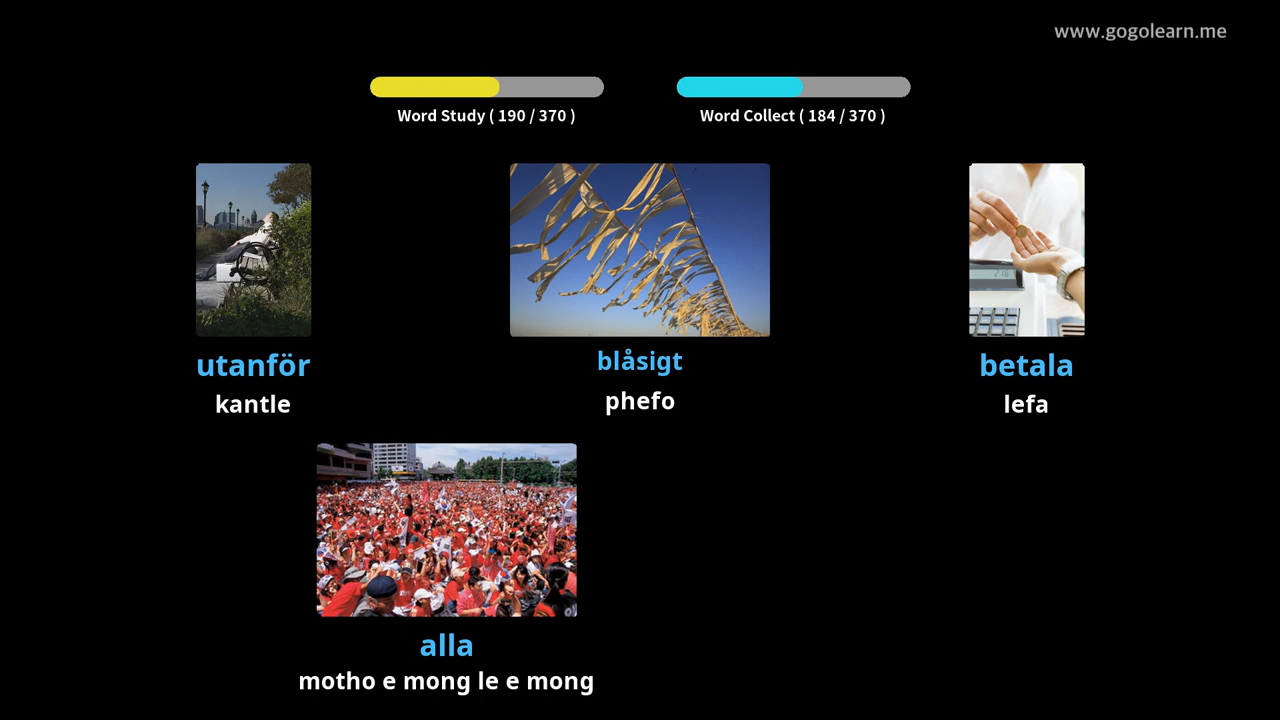 www.gogolearn.me
Word Study ( 190 / 370 )
Word Collect ( 184 / 370 )
utanför
kantle
blåsigt
phefo
betala
lefa
alla
motho e mong le e mong